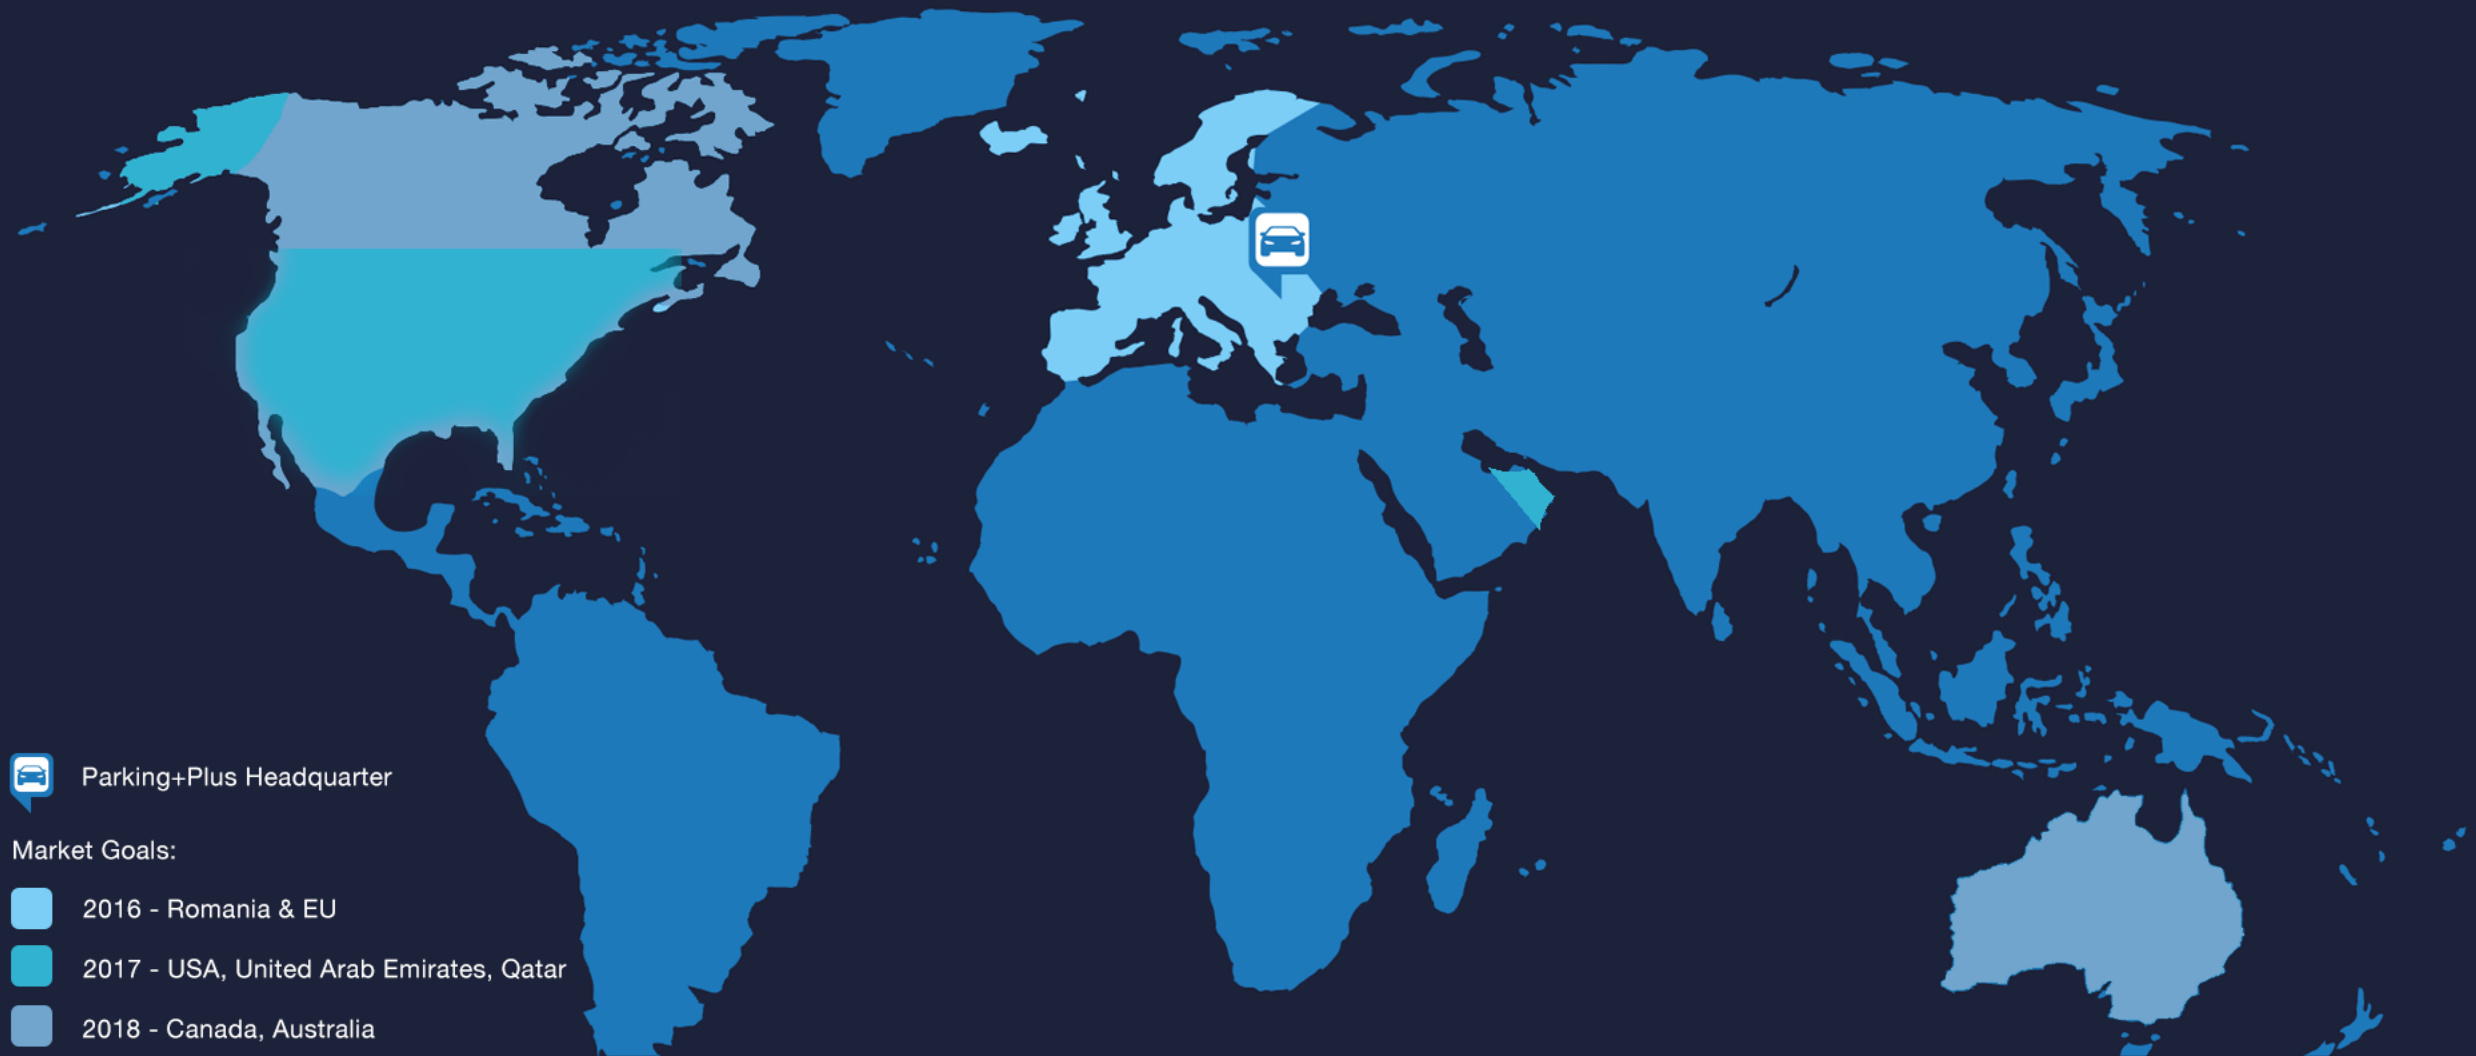 Parking+Plus Headquarter
Market Goals:
2016 - Romania & EU
2017 - USA, United Arab Emirates, Qatar
2018 - Canada, Australia